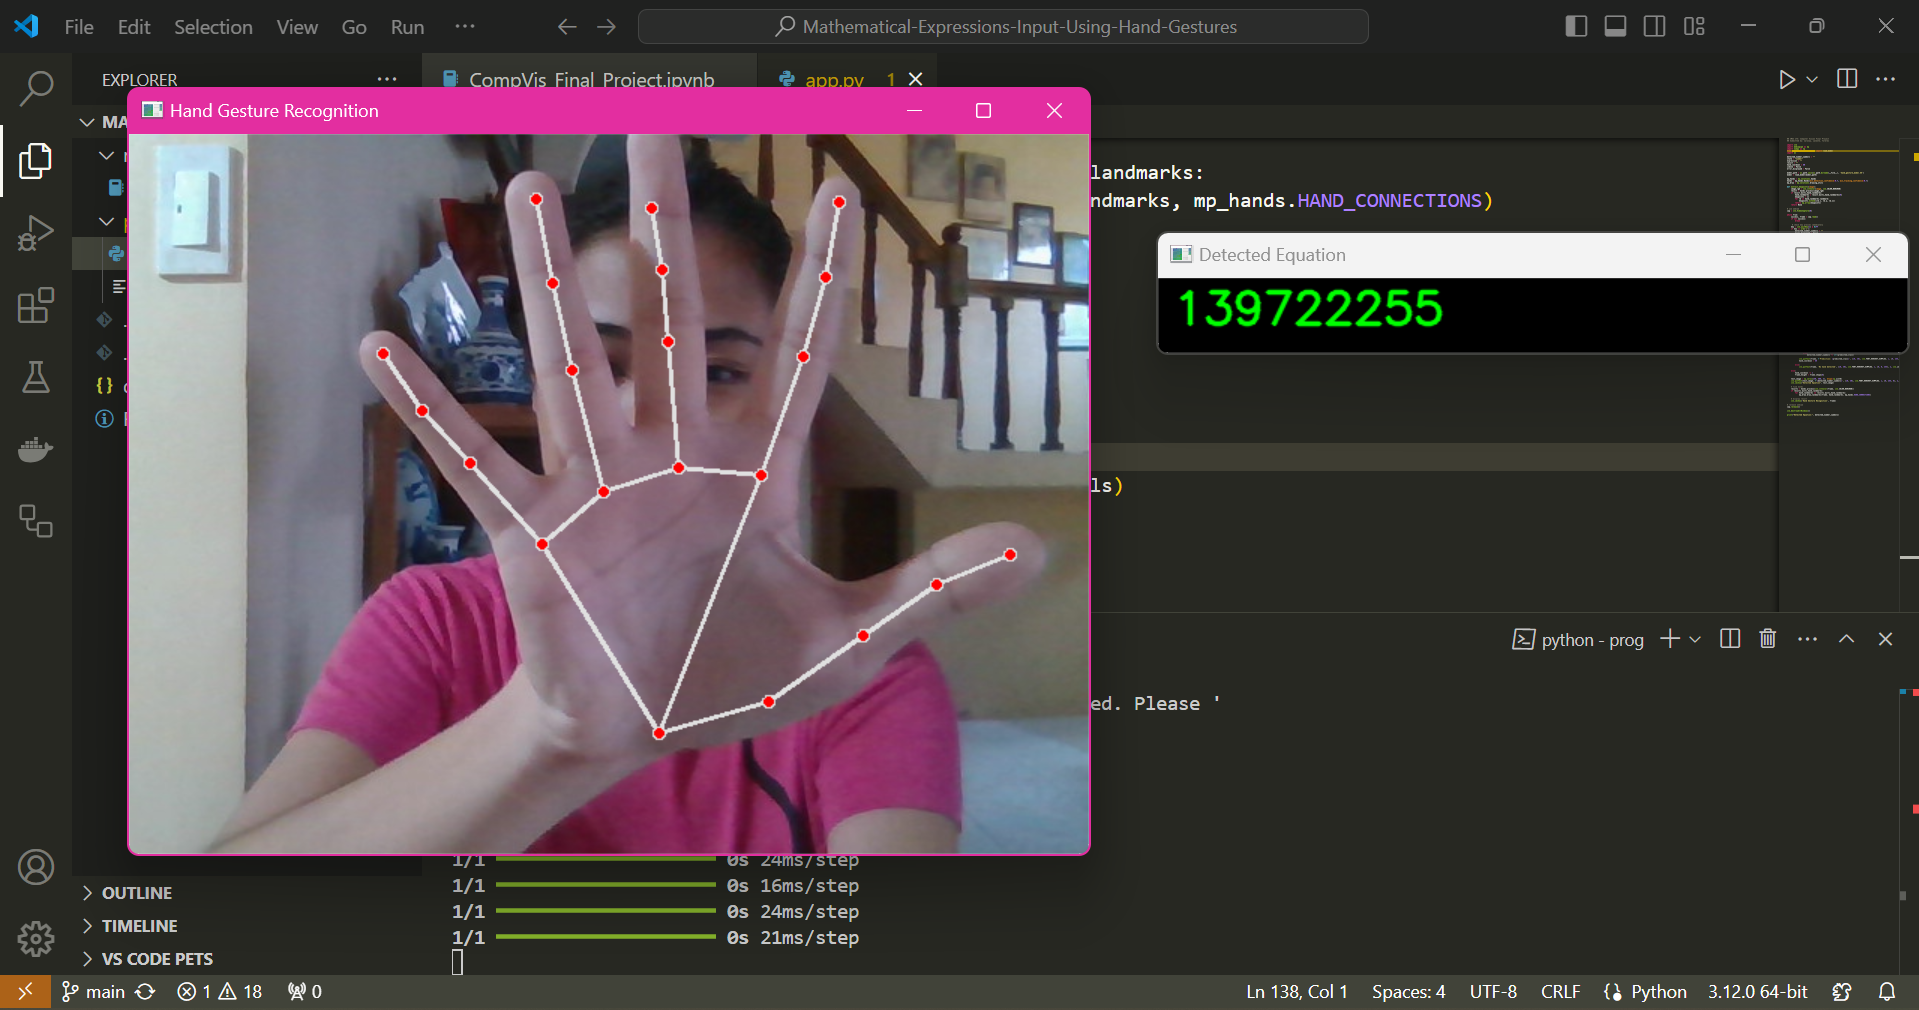 File Edit Selection View Go Run ···
Mathematical-Expressions-Input-Using-Hand-Gestures
EXPLORER ···
CompVis_Final_Project.ipynb
app.py 1
MA
Hand Gesture Recognition
landmarks:
ndmarks, mp_hands.HAND_CONNECTIONS)
Detected Equation
139722255
ls)
python - prog
ed. Please '
1/1 0s 24ms/step
1/1 0s 16ms/step
1/1 0s 24ms/step
1/1 0s 21ms/step
OUTLINE
TIMELINE
VS CODE PETS
main 1 18 0
Ln 138, Col 1 Spaces: 4 UTF-8 CRLF Python 3.12.0 64-bit